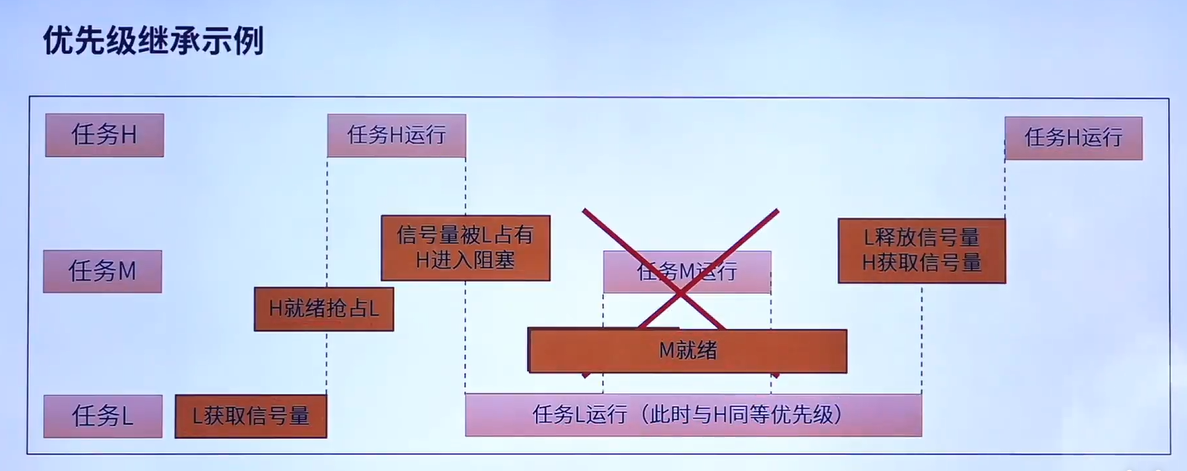 优先级继承示例
任务H
任务H运行
任务H运行
信号量被L占有
H进入阻塞
L释放信号量
H获取信号量
任务M
任务M运行
H就绪抢占L
M就绪
任务L
L获取信号量
任务L运行（此时与H同等优先级）